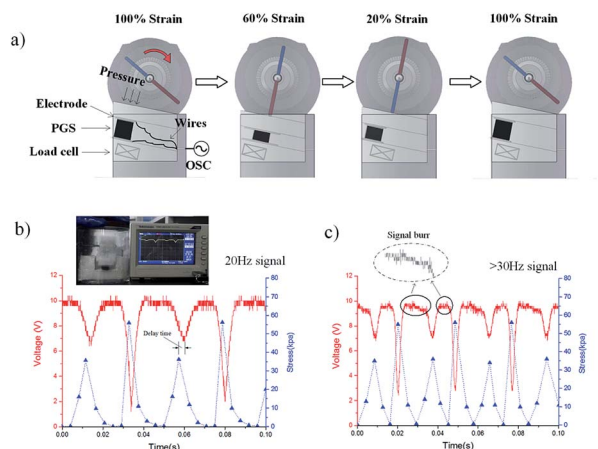 100% Strain
60% Strain
20% Strain
100% Strain
a)
Pressure
Electrode
PGS
Wires
Load cell
OSC
b)
20Hz signal
Delay time
Voltage (V)
12
10
8
6
4
2
0
Stress(kpa)
80
70
60
50
40
30
20
10
0
0.00
0.02
0.04
0.06
0.08
0.10
Time(s)
c)
Signal burr
>30Hz signal
Voltage (V)
12
10
8
6
4
2
0
Stress(kpa)
80
70
60
50
40
30
20
10
0
0.00
0.02
0.04
0.06
0.08
0.10
Time(s)